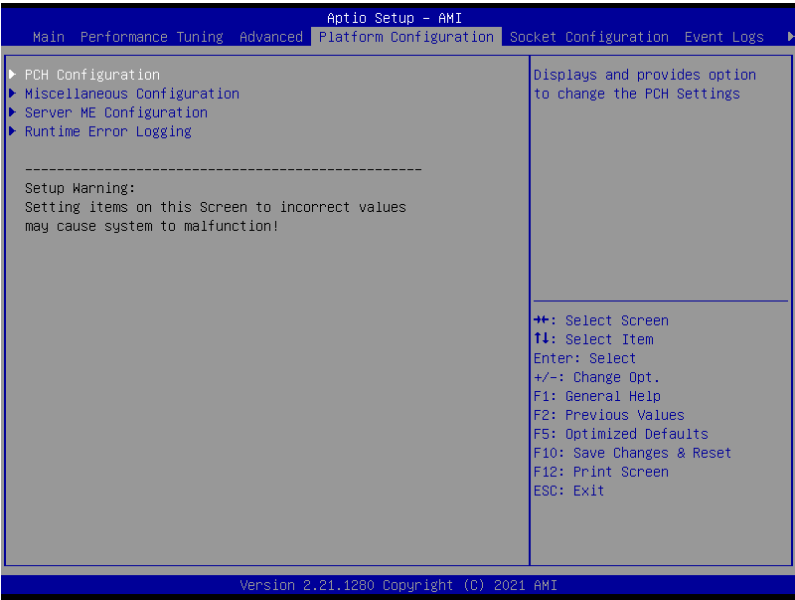 Aptio Setup – AMI
Main Performance Tuning Advanced Platform Configuration Socket Configuration Event Logs
PCH Configuration
Miscellaneous Configuration
Server ME Configuration
Runtime Error Logging
--------------------------------------------------
Setup Warning:
Setting items on this Screen to incorrect values
may cause system to malfunction!
Displays and provides option
to change the PCH Settings
→←: Select Screen
↑↓: Select Item
Enter: Select
+/-: Change Opt.
F1: General Help
F2: Previous Values
F5: Optimized Defaults
F10: Save Changes & Reset
F12: Print Screen
ESC: Exit
Version 2.21.1280 Copyright (C) 2021 AMI